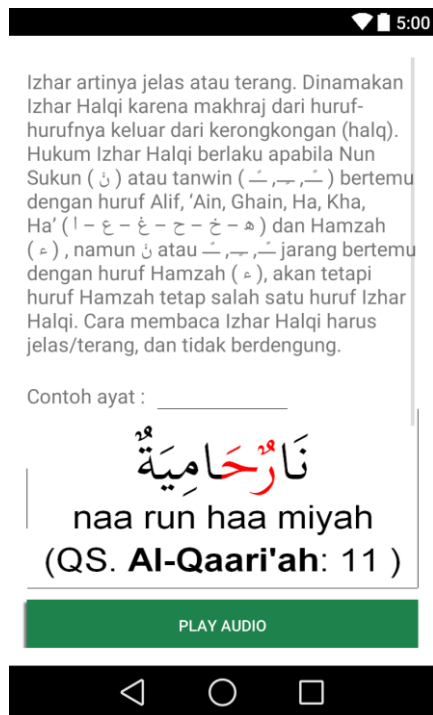 5:00
Izhar artinya jelas atau terang. Dinamakan
Izhar Halqi karena makhraj dari huruf-
hurufnya keluar dari kerongkongan (halq).
Hukum Izhar Halqi berlaku apabila Nun
Sukun ( نْ ) atau tanwin ( ـًـ ,ـٍـ ,ـٌـ ) bertemu
dengan huruf Alif, ‘Ain, Ghain, Ha, Kha,
Ha’ ( ه – خ – ح – غ – ع – أ ) dan Hamzah
( ء ) , namun نْ atau ـًـ ,ـٍـ ,ـٌـ jarang bertemu
dengan huruf Hamzah ( ء ), akan tetapi
huruf Hamzah tetap salah satu huruf Izhar
Halqi. Cara membaca Izhar Halqi harus
jelas/terang, dan tidak berdengung.
Contoh ayat :
نَارٌحَامِيَةٌ
naa run haa miyah
(QS. Al-Qaari'ah: 11 )
PLAY AUDIO